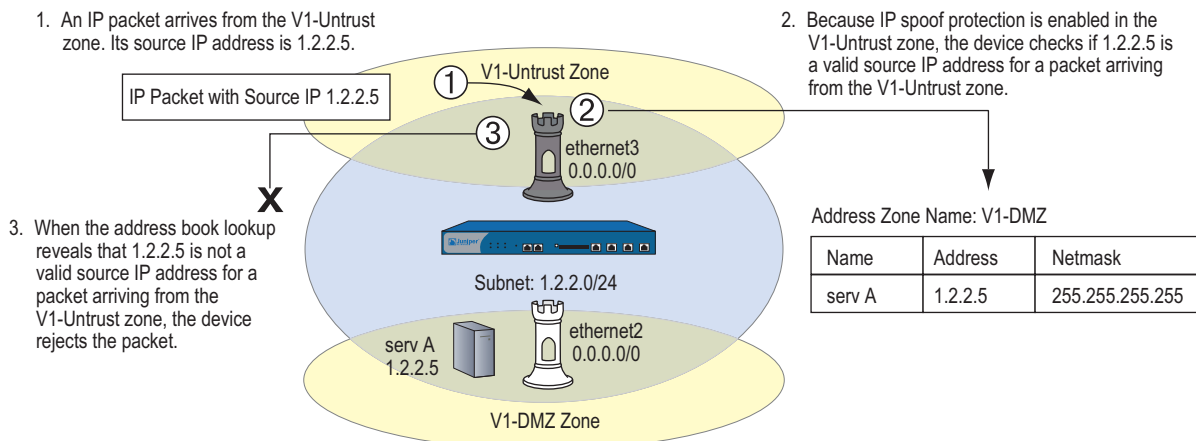 1. An IP packet arrives from the V1-Untrust
zone. Its source IP address is 1.2.2.5.
IP Packet with Source IP 1.2.2.5
2. Because IP spoof protection is enabled in the
V1-Untrust zone, the device checks if 1.2.2.5 is
a valid source IP address for a packet arriving
from the V1-Untrust zone.
V1-Untrust Zone
1
2
3
ethernet3
0.0.0.0/0
X
3. When the address book lookup
reveals that 1.2.2.5 is not a
valid source IP address for a
packet arriving from the
V1-Untrust zone, the device
rejects the packet.
Juniper
Subnet: 1.2.2.0/24
ethernet2
0.0.0.0/0
serv A
1.2.2.5
V1-DMZ Zone
Address Zone Name: V1-DMZ
Name Address Netmask
serv A 1.2.2.5 255.255.255.255